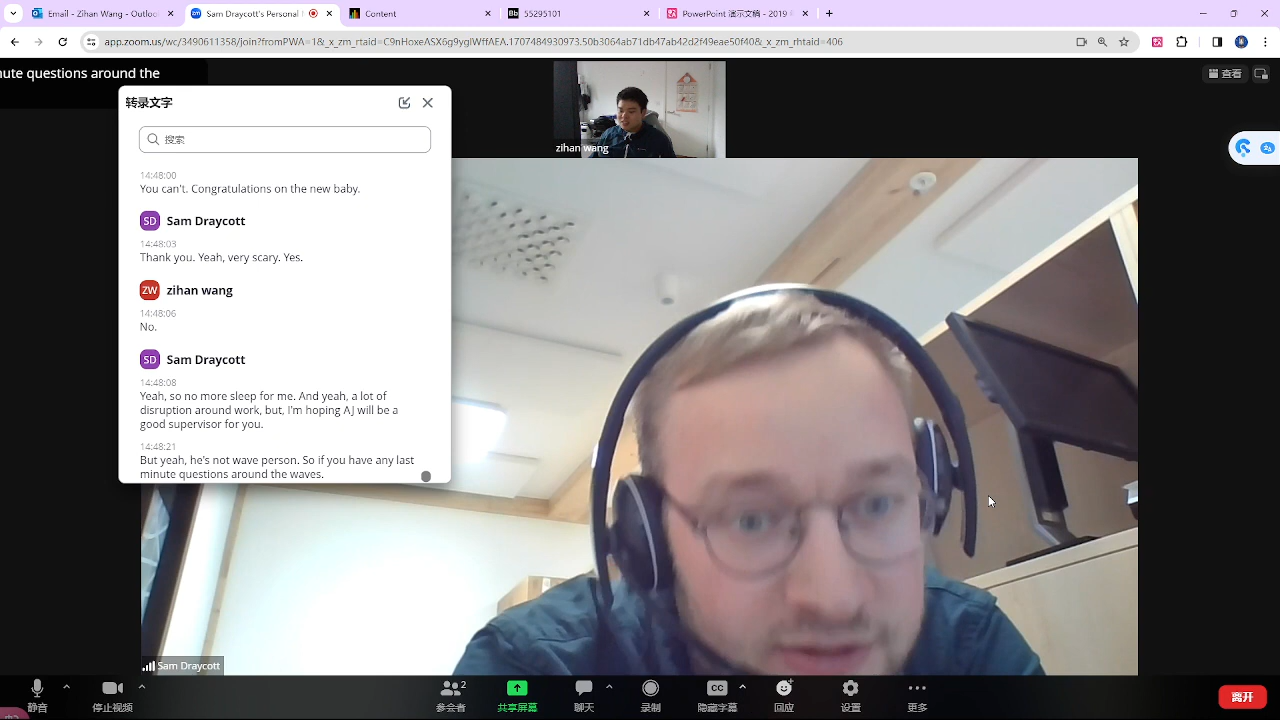 Email - Zihan Wang - Outloo
Sam Draycott's Personal
Content
55295101
PowerPoint 演示文稿 - 2019
app.zoom.us/wc/3490611358/join?fromPWA=1&_x_zm_rtaid=C9nHoxeASX6g9yglWffAEA.1707484930973.50b3064ab71db47ab42d2f49eae50f40&_x_zm_rhtaid=406
nute questions around the
查看
转录文字
搜索
zihan wang
14:48:00
You can't. Congratulations on the new baby.
SD Sam Draycott
14:48:03
Thank you. Yeah, very scary. Yes.
ZW zihan wang
14:48:06
No.
SD Sam Draycott
14:48:08
Yeah, so no more sleep for me. And yeah, a lot of
disruption around work, but, I'm hoping AJ will be a
good supervisor for you.
14:48:21
But yeah, he's not wave person. So if you have any last
minute questions around the waves.
Sam Draycott
静音
停止视频
2
参会者
共享屏幕
聊天
录制
CC
隐藏字幕
回应
设置
更多
离开